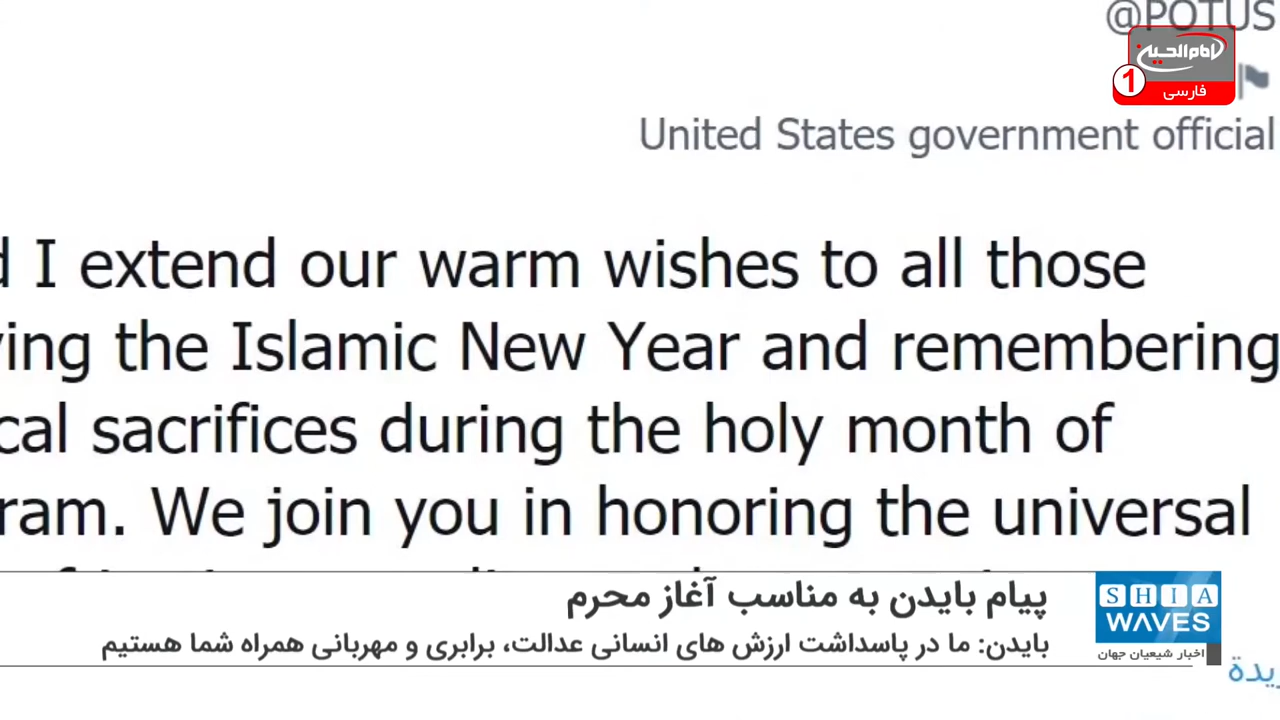 @POTUS
امام الحسین
1
فارسی
United States government official
I extend our warm wishes to all those
the Islamic New Year and remembering
sacrifices during the holy month of
We join you in honoring the universal
پیام بایدن به مناسب آغاز محرم
بایدن: ما در پاسداشت ارزش های انسانی عدالت، برابری و مهربانی همراه شما هستیم
SHIA
WAVES
اخبار شیعیان جهان